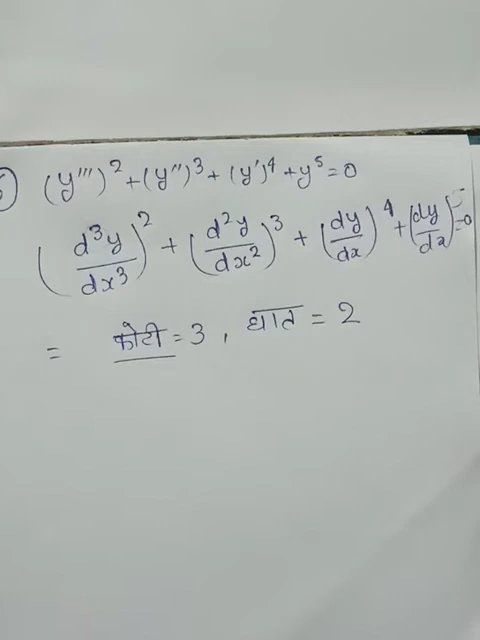 (y''')² + (y'')³ + (y')⁴ + y⁵ = 0
(d³y/dx³)² + (d²y/dx²)³ + (dy/dx)⁴ + (dy/dx)⁵ = 0
= कोटी = 3, घात = 2